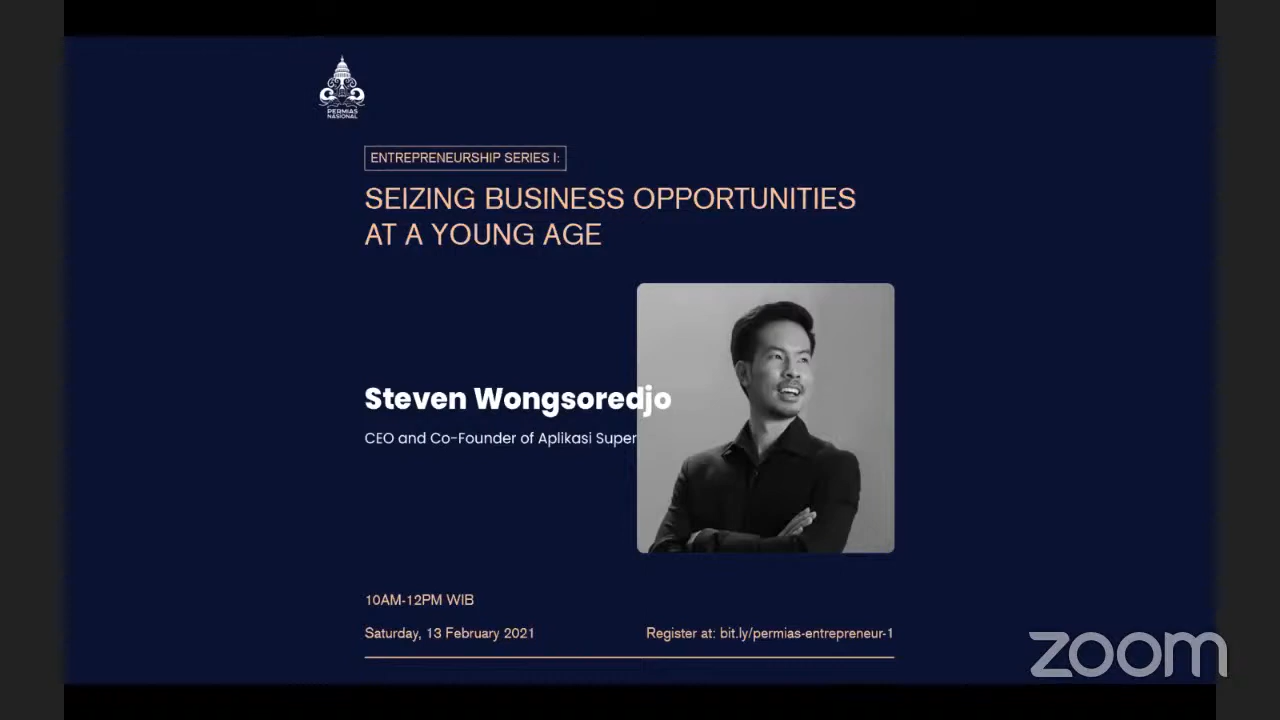 PERMIAS
NASIONAL
ENTREPRENEURSHIP SERIES I:
SEIZING BUSINESS OPPORTUNITIES
AT A YOUNG AGE
Steven Wongsoredjo
CEO and Co-Founder of Aplikasi Super
10AM-12PM WIB
Saturday, 13 February 2021
Register at: bit.ly/permias-entrepreneur-1
zoom